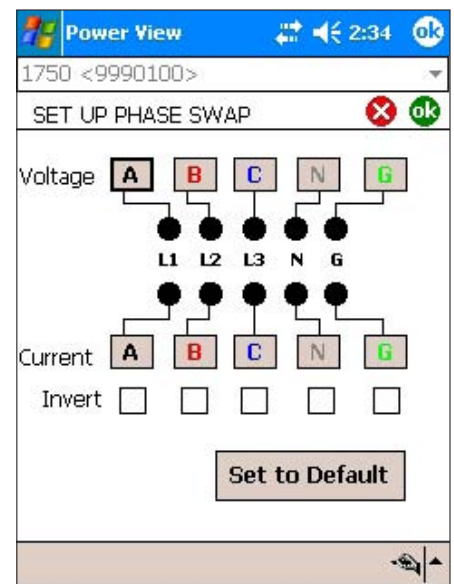 Power View 2:34 ok
1750 <9990100>
SET UP PHASE SWAP ok
Voltage A B C N G
L1 L2 L3 N G
Current A B C N G
Invert
Set to Default